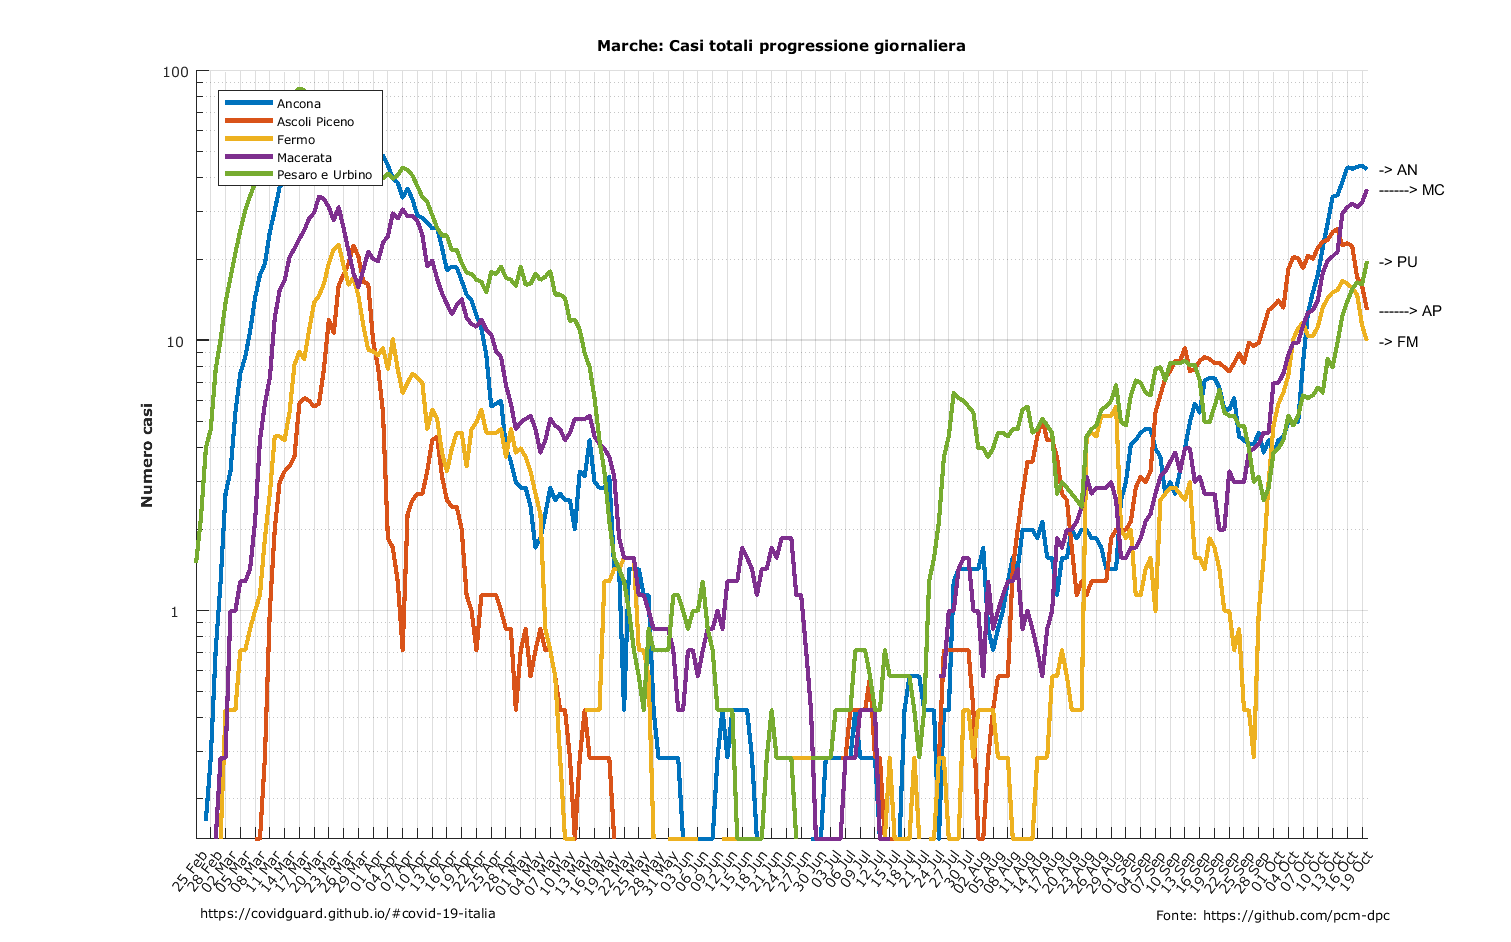 Marche: Casi totali progressione giornaliera
100
10
1
Numero casi
Ancona
Ascoli Piceno
Fermo
Macerata
Pesaro e Urbino
-> AN
------> MC
-> PU
------> AP
-> FM
25 Feb
28 Feb
02 Mar
05 Mar
08 Mar
11 Mar
14 Mar
17 Mar
20 Mar
23 Mar
26 Mar
29 Mar
01 Apr
04 Apr
07 Apr
10 Apr
13 Apr
16 Apr
19 Apr
22 Apr
25 Apr
28 Apr
01 May
04 May
07 May
10 May
13 May
16 May
19 May
22 May
25 May
28 May
31 May
03 Jun
06 Jun
09 Jun
12 Jun
15 Jun
18 Jun
21 Jun
24 Jun
27 Jun
30 Jun
03 Jul
06 Jul
09 Jul
12 Jul
15 Jul
18 Jul
21 Jul
24 Jul
27 Jul
30 Jul
02 Aug
05 Aug
08 Aug
11 Aug
14 Aug
17 Aug
20 Aug
23 Aug
26 Aug
29 Aug
01 Sep
04 Sep
07 Sep
10 Sep
13 Sep
16 Sep
19 Sep
22 Sep
25 Sep
28 Sep
01 Oct
04 Oct
07 Oct
10 Oct
13 Oct
16 Oct
19 Oct
https://covidguard.github.io/#covid-19-italia
Fonte: https://github.com/pcm-dpc